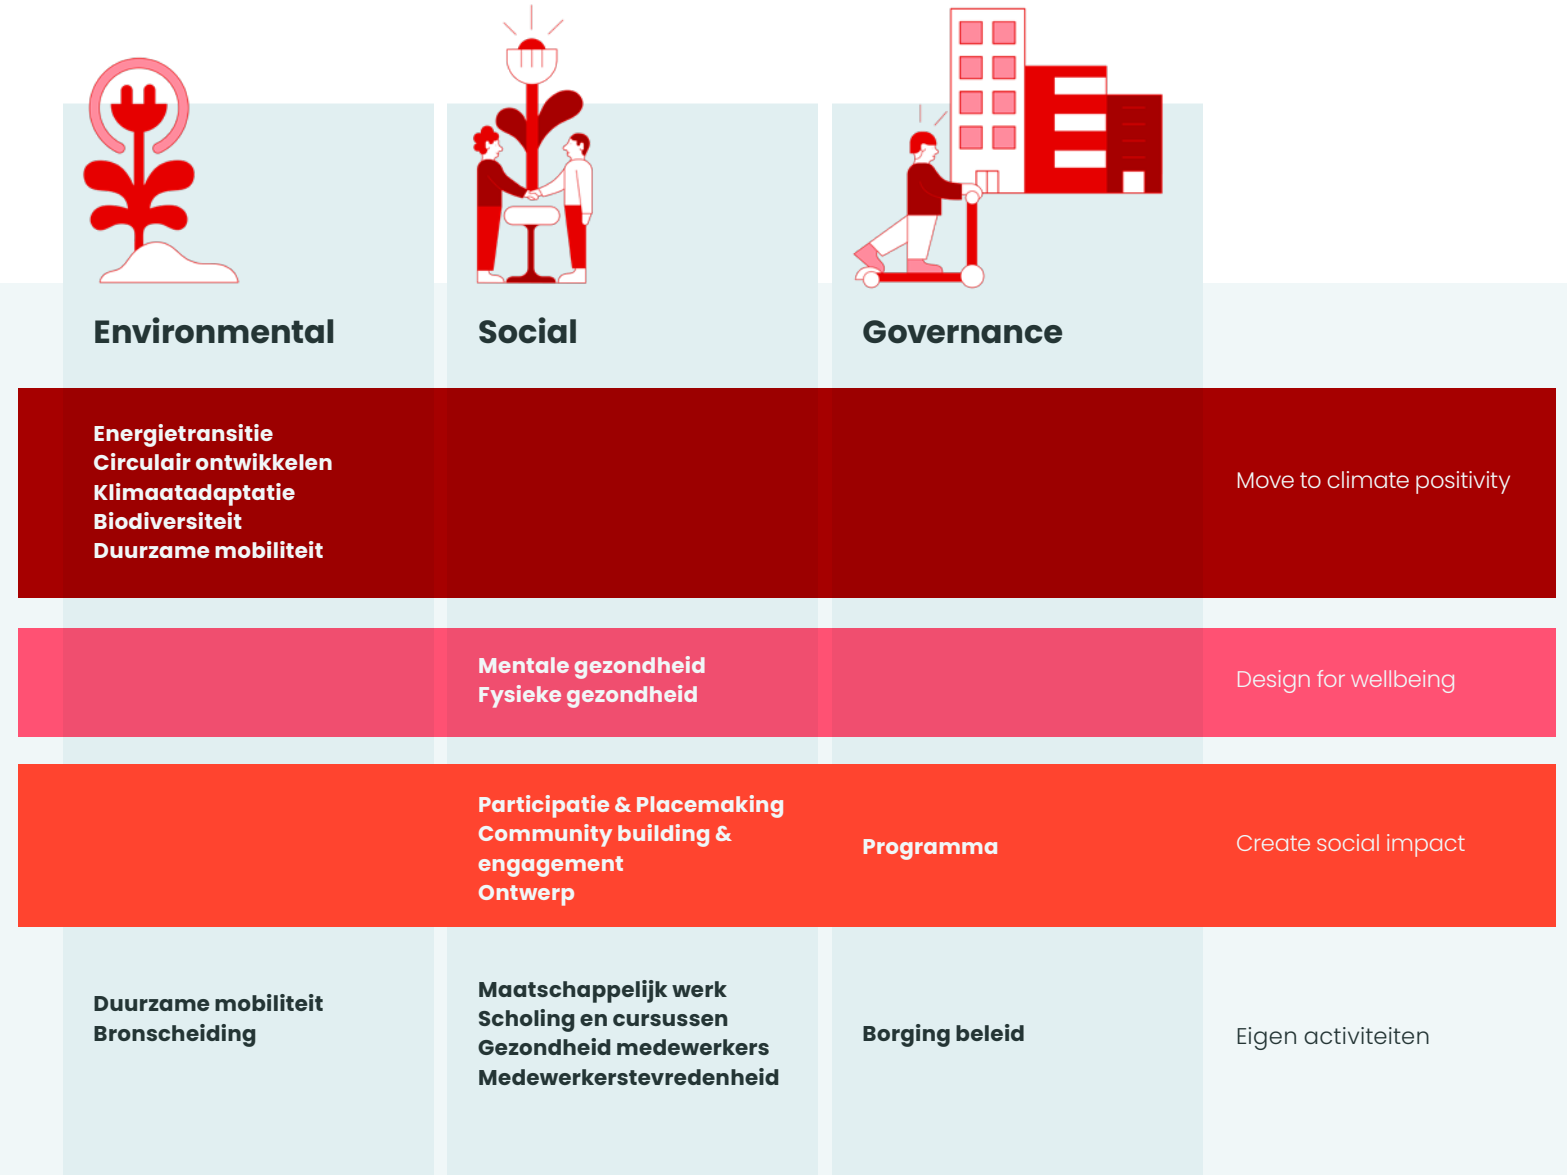 Environmental
Social
Governance
Energietransitie
Circulair ontwikkelen
Klimaatadaptatie
Biodiversiteit
Duurzame mobiliteit
Move to climate positivity
Mentale gezondheid
Fysieke gezondheid
Design for wellbeing
Participatie & Placemaking
Community building &
engagement
Ontwerp
Programma
Create social impact
Duurzame mobiliteit
Bronscheiding
Maatschappelijk werk
Scholing en cursussen
Gezondheid medewerkers
Medewerkerstevredenheid
Borging beleid
Eigen activiteiten